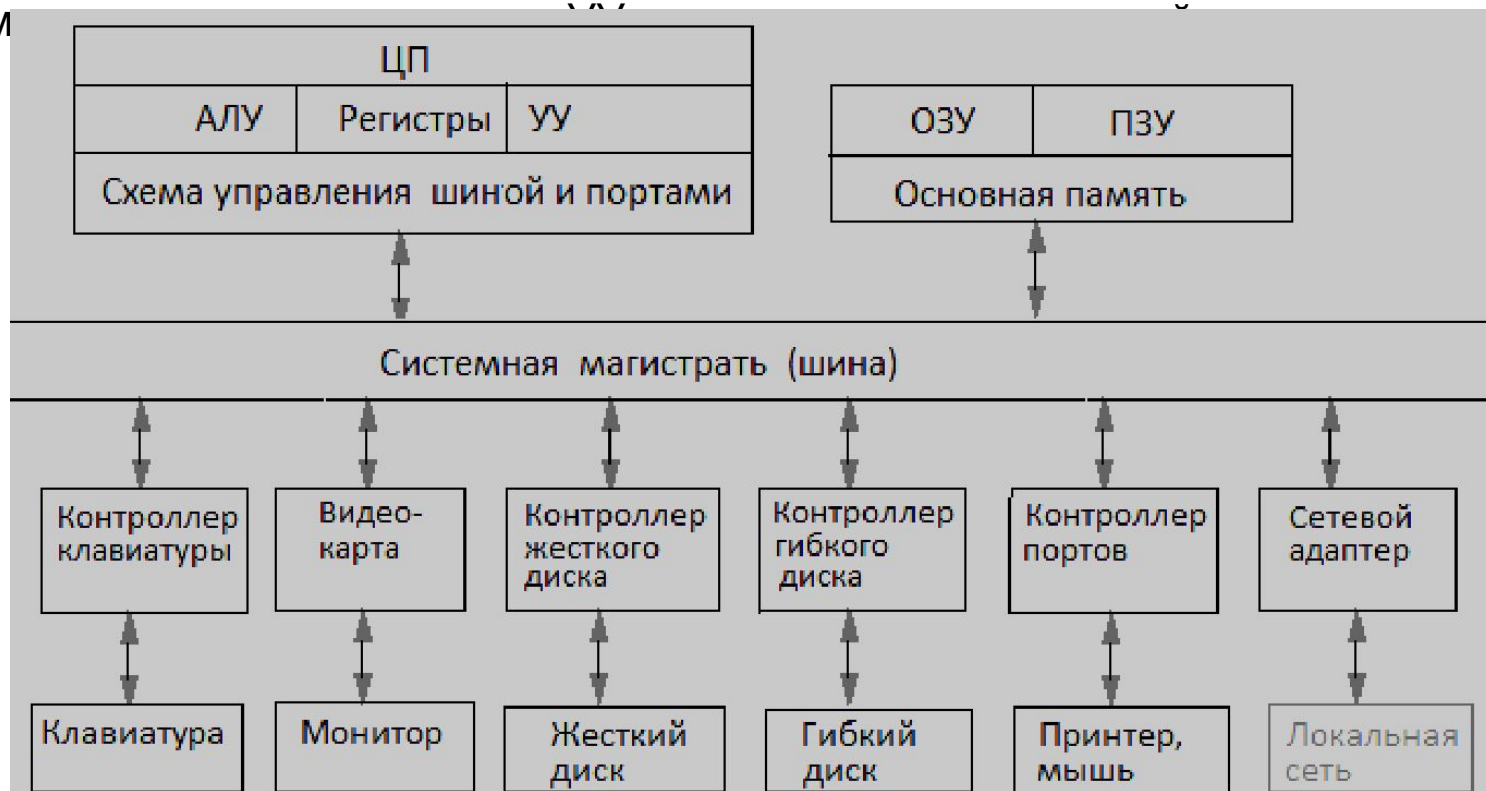 ЦП
АЛУ Регистры УУ
Схема управления шиной и портами
ОЗУ ПЗУ
Основная память
Системная магистрать (шина)
Контроллер
клавиатуры
Видео-
карта
Контроллер
жесткого
диска
Контроллер
гибкого
диска
Контроллер
портов
Сетевой
адаптер
Клавиатура
Монитор
Жесткий
диск
Гибкий
диск
Принтер,
мышь
Локальная
сеть